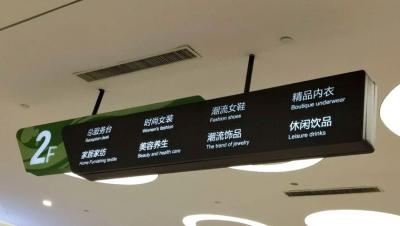 2F
总服务台
Reception desk
时尚女装
Women's fashion
潮流女鞋
Fashion shoes
精品内衣
Boutique underwear
家居家纺
Home Furnishing textile
美容养生
Beauty and health care
潮流饰品
The trend of jewelry
休闲饮品
Leisure drinks